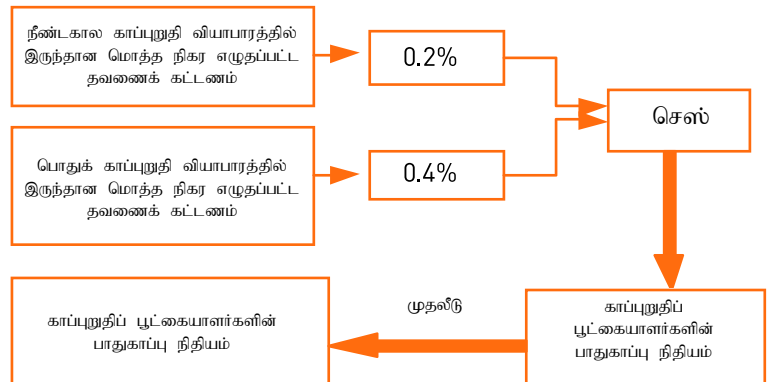 நீண்டகால காப்புறுதி வியாபாரத்தில்
இருந்தான மொத்த நிகர எழுதப்பட்ட
தவணைக் கட்டணம்
0.2%
செஸ்
பொதுக் காப்புறுதி வியாபாரத்தில்
இருந்தான மொத்த நிகர எழுதப்பட்ட
தவணைக் கட்டணம்
0.4%
காப்புறுதிப் பூட்கையாளர்களின்
பாதுகாப்பு நிதியம்
முதலீடு
காப்புறுதிப்
பூட்கையாளர்களின்
பாதுகாப்பு நிதியம்